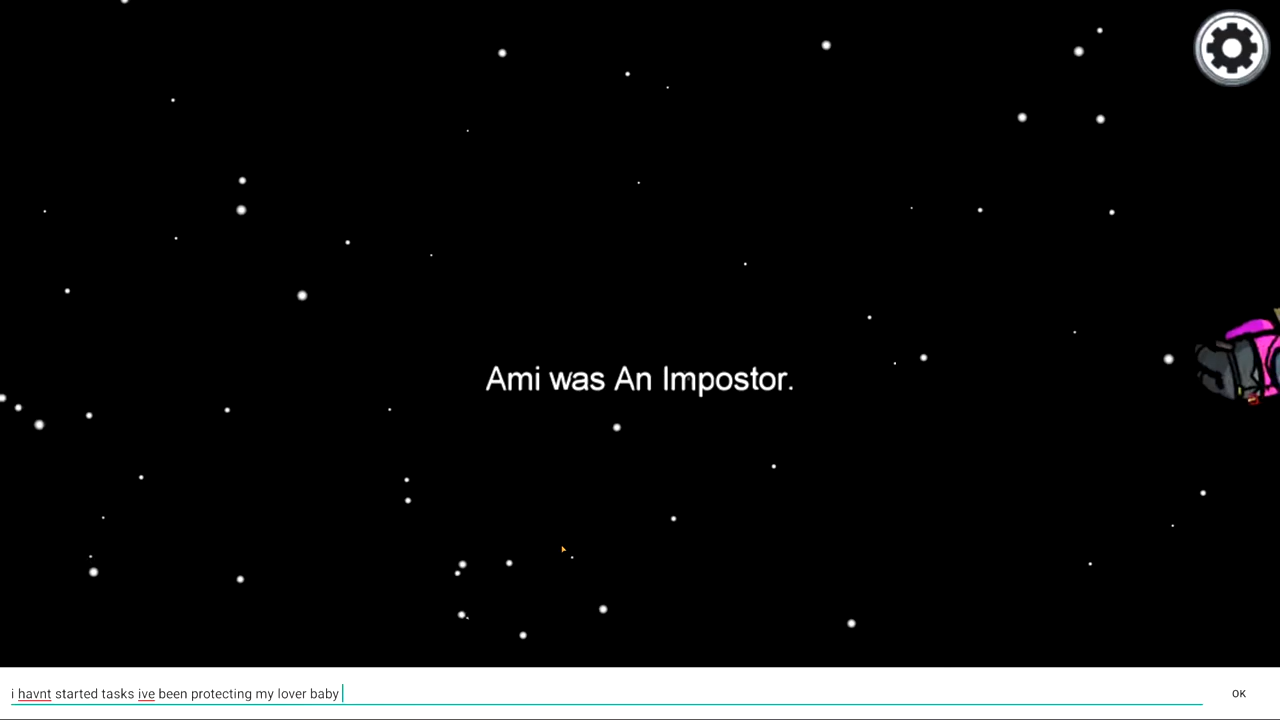 Ami was An Impostor.
i havnt started tasks ive been protecting my lover baby
OK